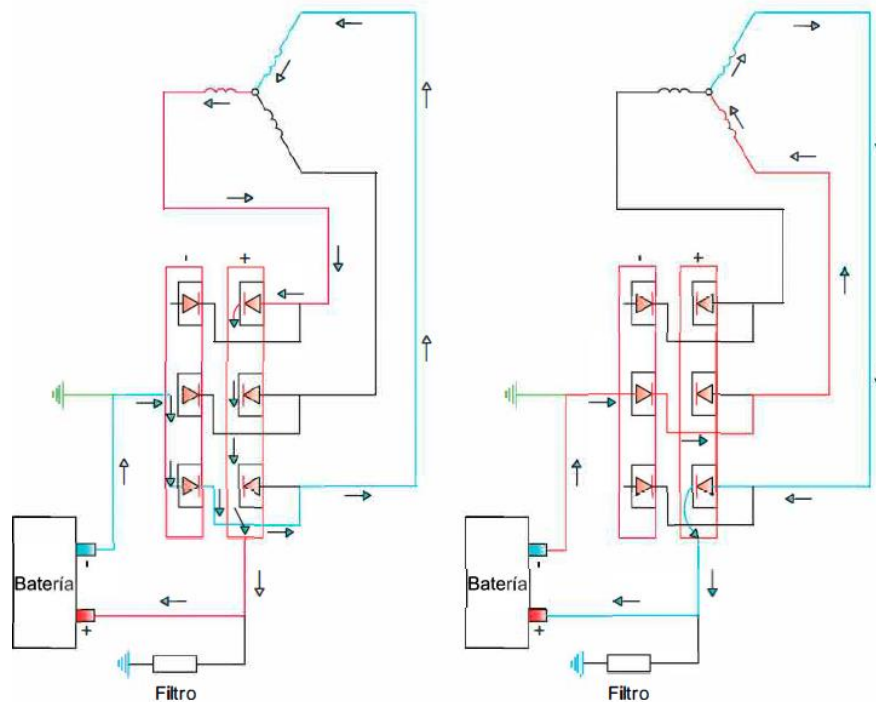 - +
- +
Batería
-
+
Filtro
Batería
-
+
Filtro